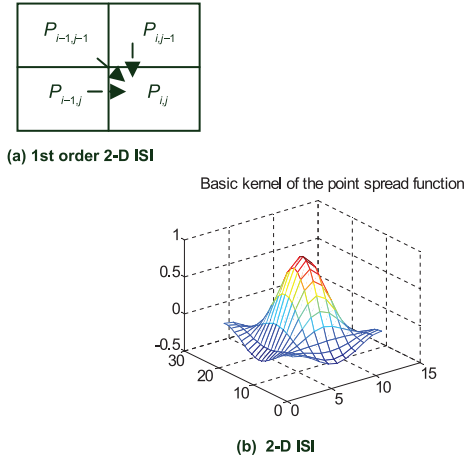 P_{i−1,j−1} P_{i,j−1}
P_{i−1,j} P_{i,j}
(a) 1st order 2-D ISI
Basic kernel of the point spread function
1
0.5
0
-0.5
30
20
10
0
0
5
10
15
(b) 2-D ISI